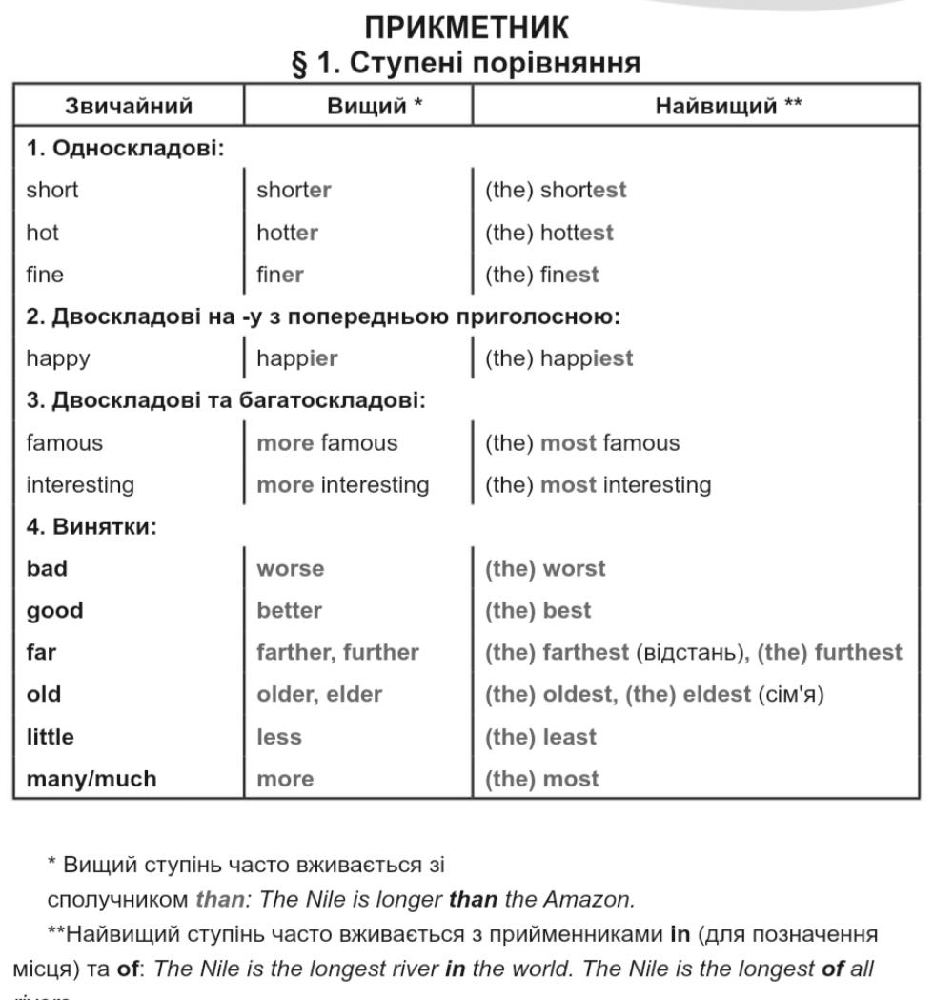 ПРИКМЕТНИК
§ 1. Ступені порівняння
Звичайний Вищий * Найвищий **
1. Односкладові:
short shorter (the) shortest
hot hotter (the) hottest
fine finer (the) finest
2. Двоскладові на -y з попередньою приголосною:
happy happier (the) happiest
3. Двоскладові та багатоскладові:
famous more famous (the) most famous
interesting more interesting (the) most interesting
4. Винятки:
bad worse (the) worst
good better (the) best
far farther, further (the) farthest (відстань), (the) furthest
old older, elder (the) oldest, (the) eldest (сім'я)
little less (the) least
many/much more (the) most
* Вищий ступінь часто вживається зі
сполучником than: The Nile is longer than the Amazon.
**Найвищий ступінь часто вживається з прийменниками in (для позначення
місця) та of: The Nile is the longest river in the world. The Nile is the longest of all